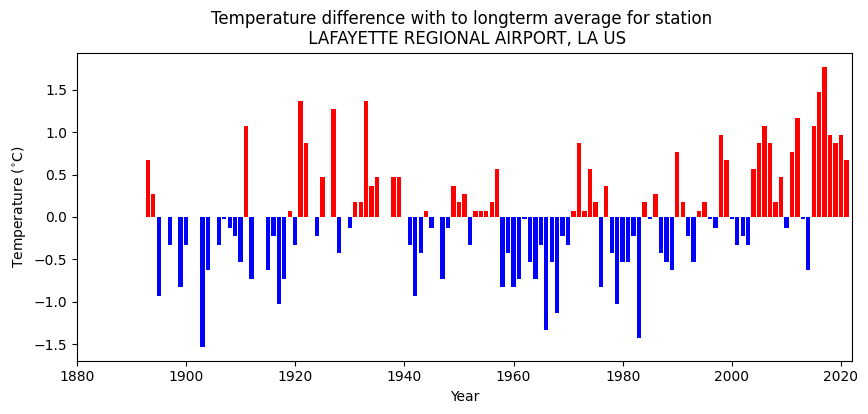 Temperature difference with to longterm average for station
LAFAYETTE REGIONAL AIRPORT, LA US
Temperature (°C)
1.5
1.0
0.5
0.0
−0.5
−1.0
−1.5
1880 1900 1920 1940 1960 1980 2000 2020
Year